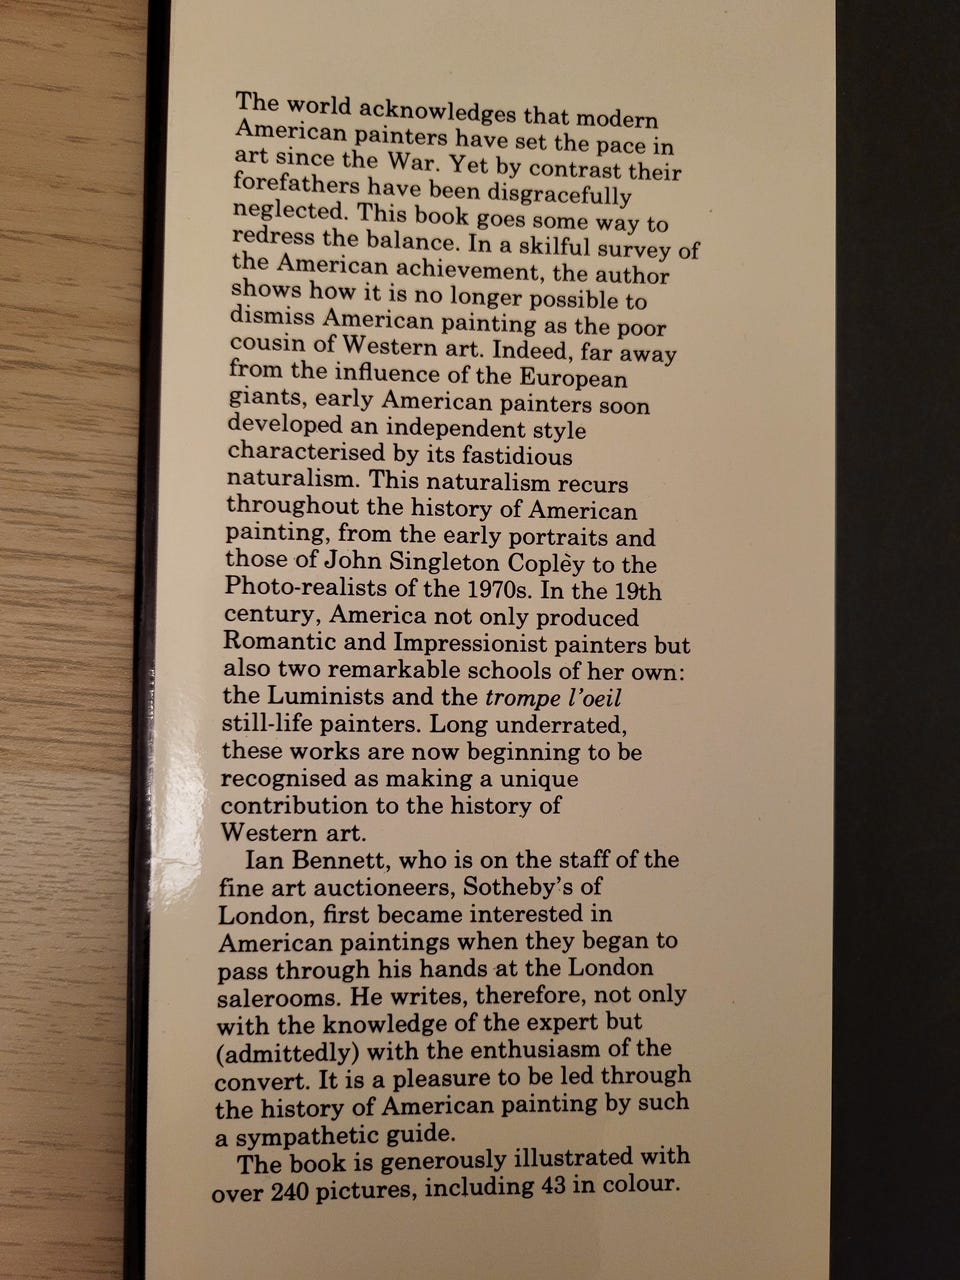 The world acknowledges that modern
American painters have set the pace in
art since the War. Yet by contrast their
forefathers have been disgracefully
neglected. This book goes some way to
redress the balance. In a skilful survey of
the American achievement, the author
shows how it is no longer possible to
dismiss American painting as the poor
cousin of Western art. Indeed, far away
from the influence of the European
giants, early American painters soon
developed an independent style
characterised by its fastidious
naturalism. This naturalism recurs
throughout the history of American
painting, from the early portraits and
those of John Singleton Copley to the
Photo-realists of the 1970s. In the 19th
century, America not only produced
Romantic and Impressionist painters but
also two remarkable schools of her own:
the Luminists and the trompe l'oeil
still-life painters. Long underrated,
these works are now beginning to be
recognised as making a unique
contribution to the history of
Western art.
Ian Bennett, who is on the staff of the
fine art auctioneers, Sotheby's of
London, first became interested in
American paintings when they began to
pass through his hands at the London
salerooms. He writes, therefore, not only
with the knowledge of the expert but
(admittedly) with the enthusiasm of the
convert. It is a pleasure to be led through
the history of American painting by such
a sympathetic guide.
The book is generously illustrated with
over 240 pictures, including 43 in colour.